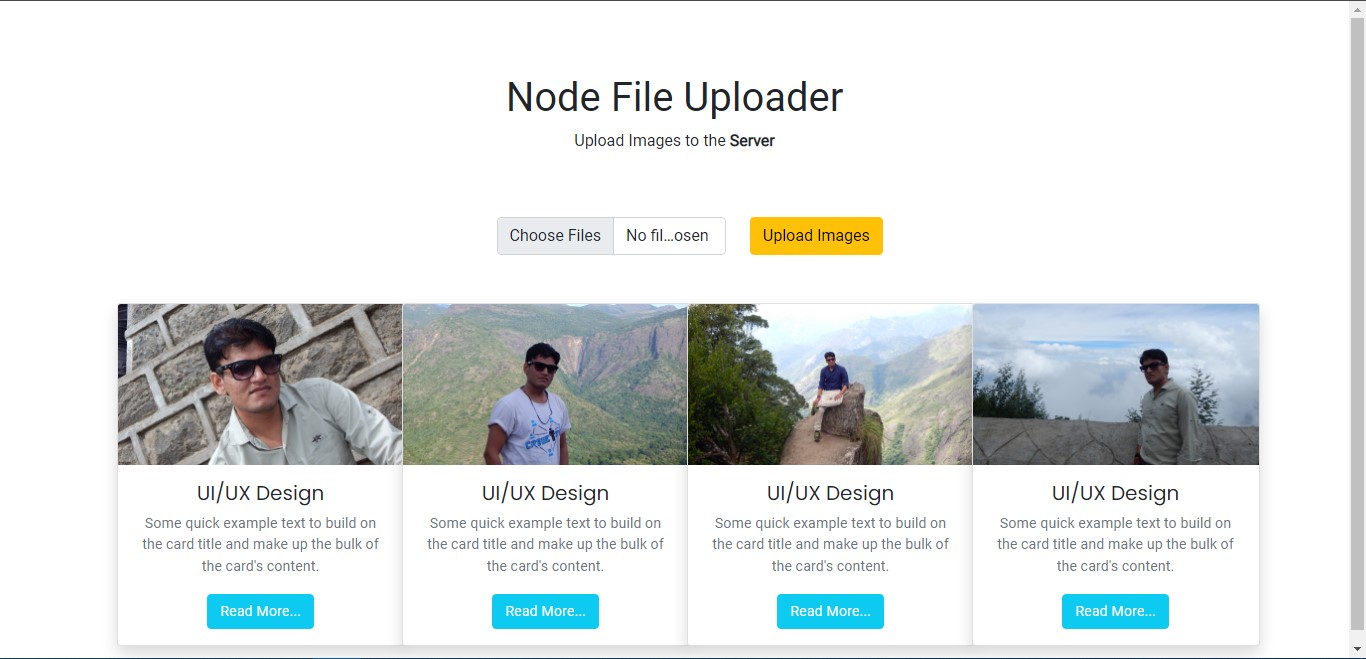 Node File Uploader
Upload Images to the Server
Choose Files No fil...osen Upload Images
UI/UX Design
Some quick example text to build on
the card title and make up the bulk of
the card's content.
Read More...
UI/UX Design
Some quick example text to build on
the card title and make up the bulk of
the card's content.
Read More...
UI/UX Design
Some quick example text to build on
the card title and make up the bulk of
the card's content.
Read More...
UI/UX Design
Some quick example text to build on
the card title and make up the bulk of
the card's content.
Read More...